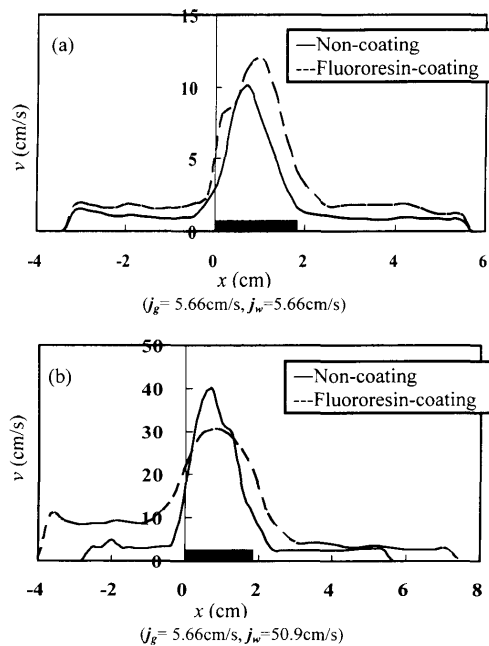 (a)
15
10
5
0
v (cm/s)
—Non-coating
---Fluororesin-coating
-4 -2 0 2 4 6
x (cm)
(jg= 5.66cm/s, jw=5.66cm/s)
(b)
50
40
30
20
10
0
v (cm/s)
—Non-coating
---Fluororesin-coating
-4 -2 0 2 4 6 8
x (cm)
(jg= 5.66cm/s, jw=50.9cm/s)